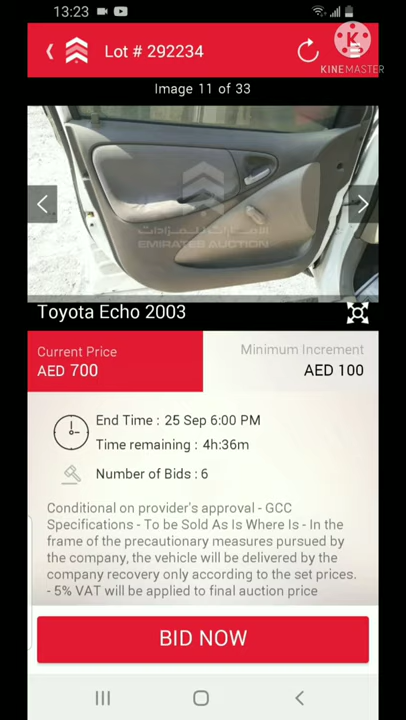 13:23
Lot # 292234
KINEMASTER
Image 11 of 33
الإمارات للمزادات
EMIRATES AUCTION
Toyota Echo 2003
Current Price
AED 700
Minimum Increment
AED 100
End Time : 25 Sep 6:00 PM
Time remaining : 4h:36m
Number of Bids : 6
Conditional on provider's approval - GCC
Specifications - To be Sold As Is Where Is - In the
frame of the precautionary measures pursued by
the company, the vehicle will be delivered by the
company recovery only according to the set prices.
- 5% VAT will be applied to final auction price
BID NOW